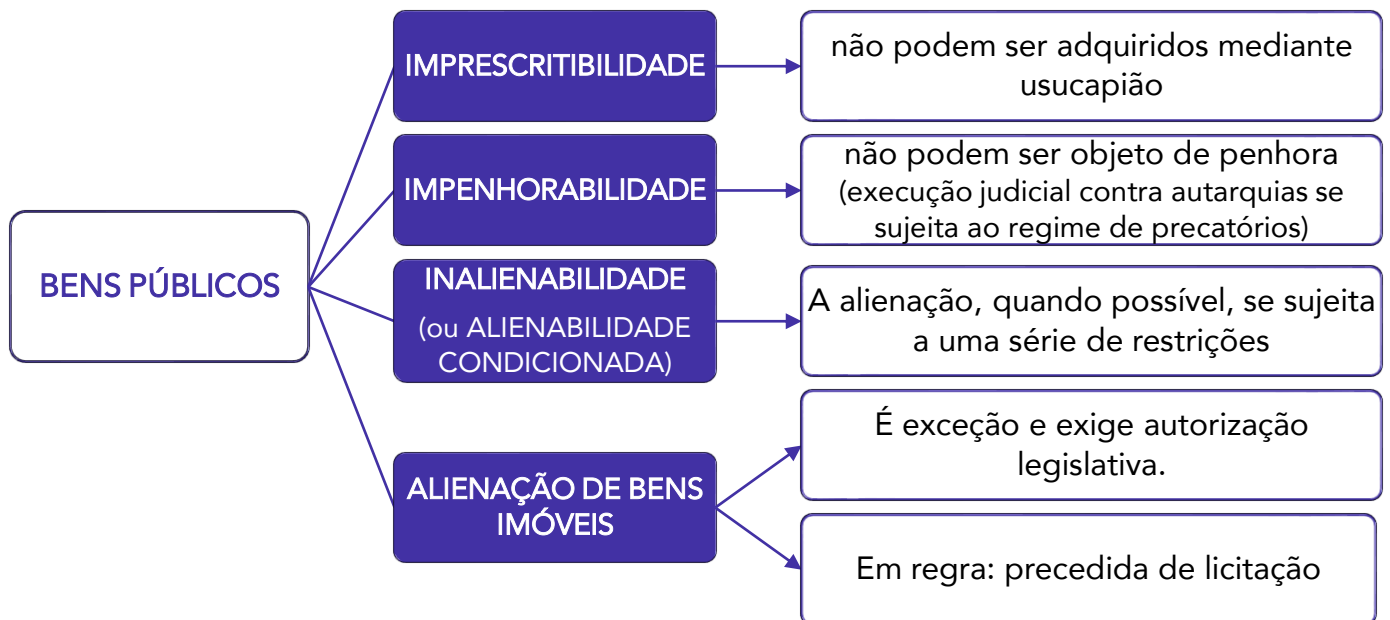 BENS PÚBLICOS
IMPRESCRITIBILIDADE
não podem ser adquiridos mediante
usucapião
IMPENHORABILIDADE
não podem ser objeto de penhora
(execução judicial contra autarquias se
sujeita ao regime de precatórios)
INALIENABILIDADE
(ou ALIENABILIDADE
CONDICIONADA)
A alienação, quando possível, se sujeita
a uma série de restrições
ALIENAÇÃO DE BENS
IMÓVEIS
É exceção e exige autorização
legislativa.
Em regra: precedida de licitação